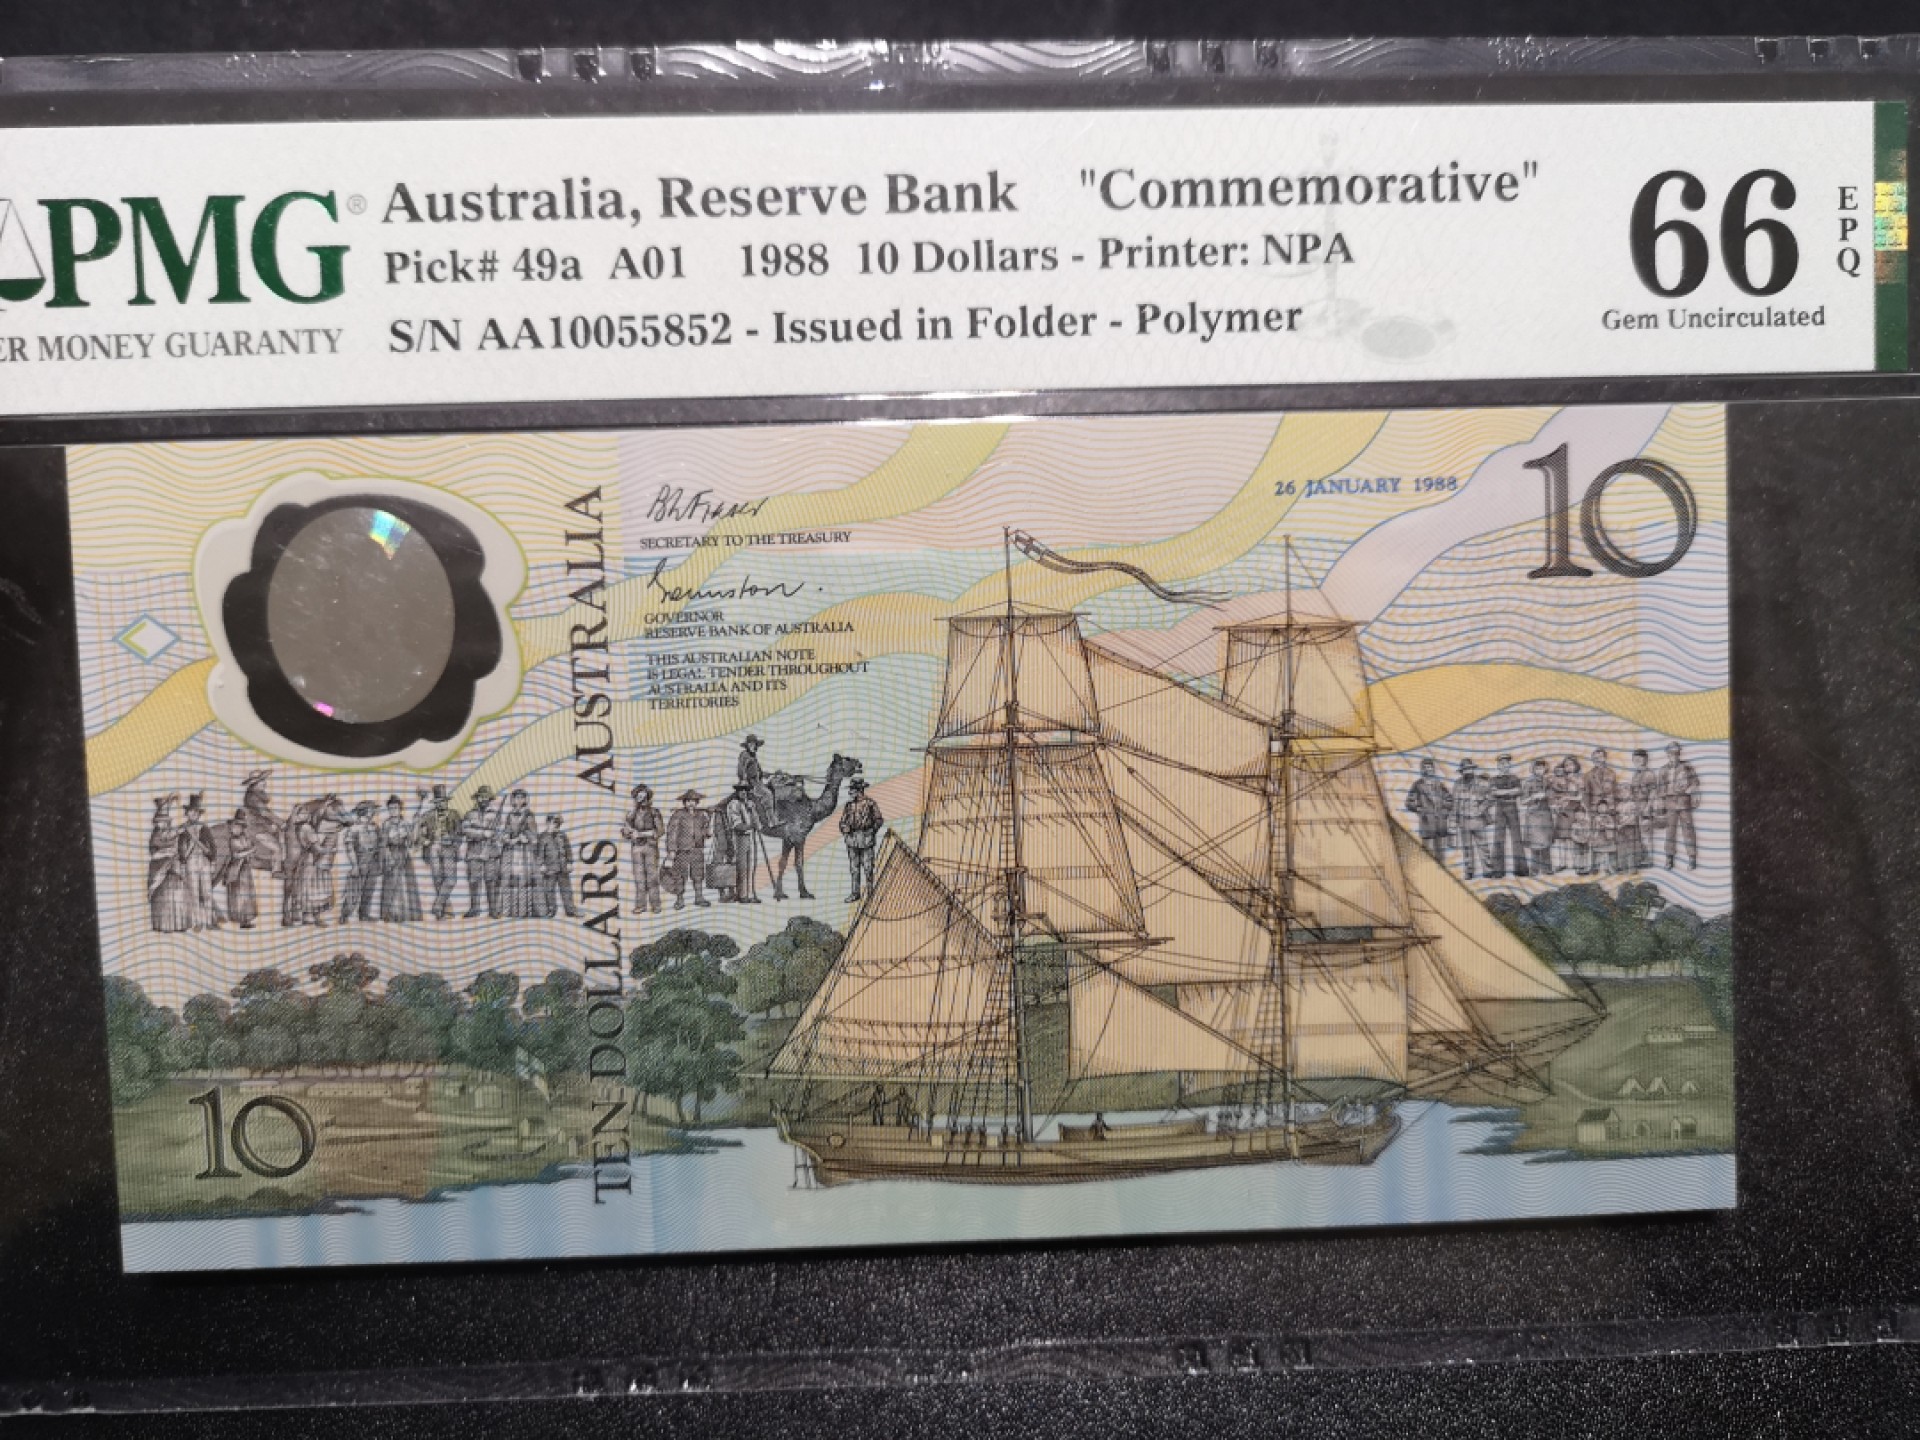 PMG®
ER MONEY GUARANTY
Australia, Reserve Bank "Commemorative"
Pick# 49a A01 1988 10 Dollars - Printer: NPA
S/N AA10055852 - Issued in Folder - Polymer
66
EPQ
Gem Uncirculated
SECRETARY TO THE TREASURY
GOVERNOR
RESERVE BANK OF AUSTRALIA
THIS AUSTRALIAN NOTE
IS LEGAL TENDER THROUGHOUT
AUSTRALIA AND ITS
TERRITORIES
26 JANUARY 1988
10
TEN DOLLARS AUSTRALIA
10